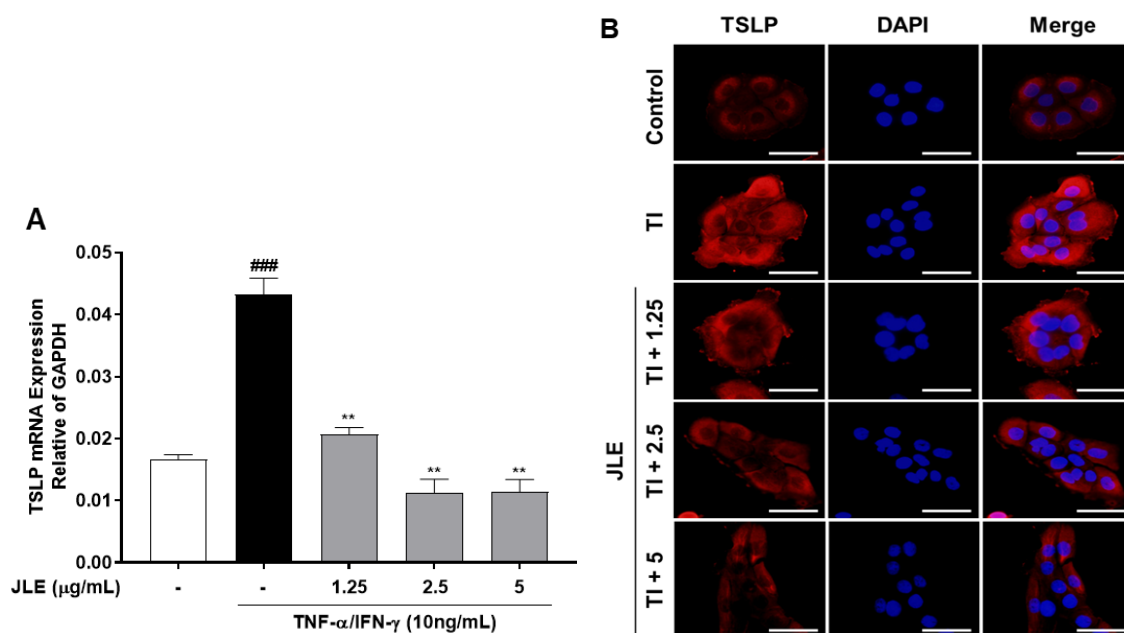 A
TSLP mRNA Expression
Relative of GAPDH
0.05
0.04
0.03
0.02
0.01
0.00
###
**
**
**
JLE (μg/mL) - - 1.25 2.5 5
TNF-α/IFN-γ (10ng/mL)
B
TSLP DAPI Merge
Control
TI
JLE
TI + 1.25
TI + 2.5
TI + 5